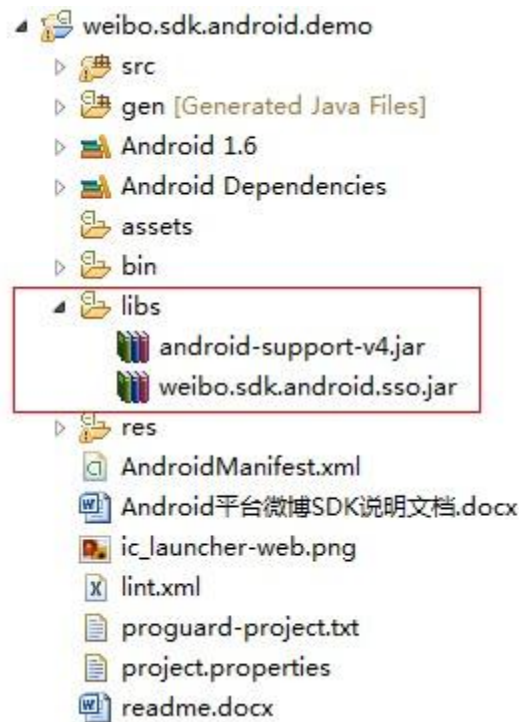 weibo.sdk.android.demo
src
gen [Generated Java Files]
Android 1.6
Android Dependencies
assets
bin
libs
android-support-v4.jar
weibo.sdk.android.sso.jar
res
AndroidManifest.xml
Android平台微博SDK说明文档.docx
ic_launcher-web.png
lint.xml
proguard-project.txt
project.properties
readme.docx